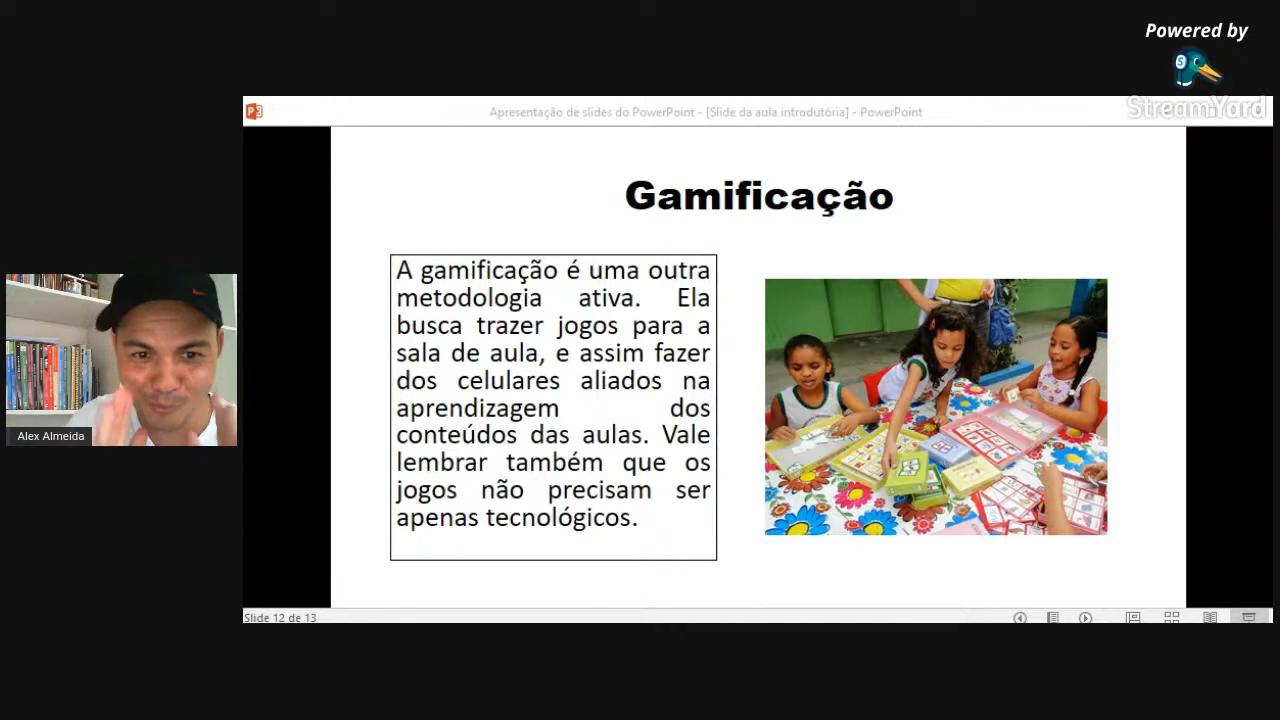 Powered by
StreamYard
Apresentação de slides do PowerPoint - [Slide da aula introdutória] - PowerPoint
Gamificação
A gamificação é uma outra
metodologia ativa. Ela
busca trazer jogos para a
sala de aula, e assim fazer
dos celulares aliados na
aprendizagem dos
conteúdos das aulas. Vale
lembrar também que os
jogos não precisam ser
apenas tecnológicos.
Alex Almeida
Slide 12 de 13